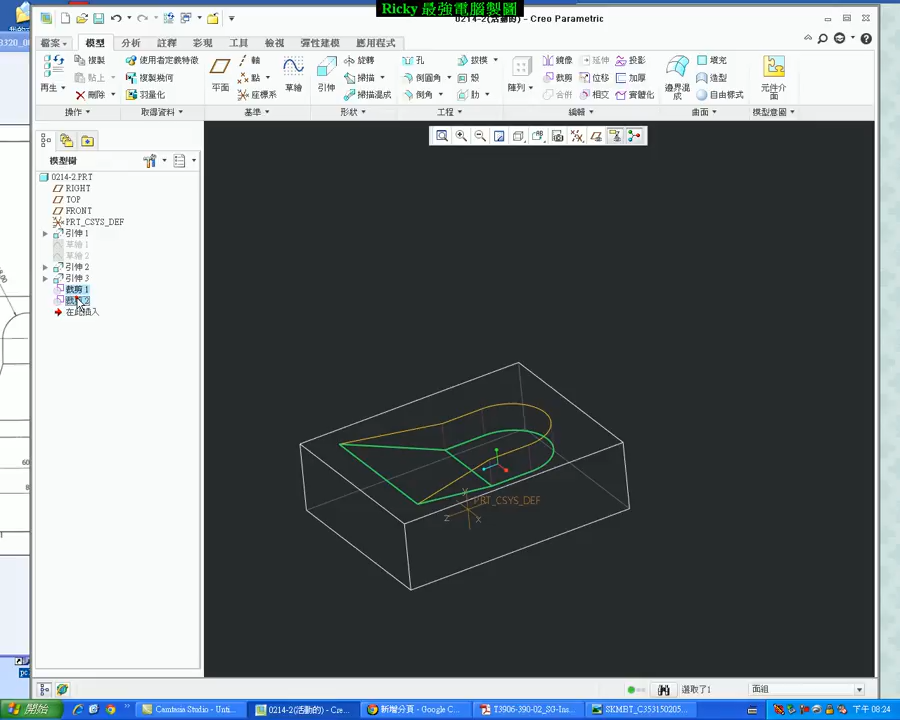 Ricky 最強電腦製圖
0214-2(活動的) - Creo Parametric
檔案 模型 分析 註釋 彩現 工具 檢視 彈性建模 應用程式
複製 使用者定義特徵 軸 旋轉 孔 拔模 鏡像 延伸 投影 填充
貼上 複製幾何 點 掃描 倒圓角 殼 裁剪 位移 加厚 造型
再生 刪除 羽量化 平面 座標系 草繪 引伸 掃描混成 倒角 肋 陣列 合併 相交 實體化 邊界混成 自由樣式 元件介面
操作 取得資料 基準 形狀 工程 編輯 曲面 模型意圖
模型樹
0214-2.PRT
RIGHT
TOP
FRONT
PRT_CSYS_DEF
引伸 1
草繪 1
草繪 2
引伸 2
引伸 3
裁剪 1
在此插入
PRT_CSYS_DEF
Z
X
60
選取了1
面組
開始
Camtasia Studio - Unti...
0214-2(活動的) - Cre...
新增分頁 - Google C...
T3906-390-02_SG-Ins...
SKMBT_C353150205...
下午 08:24